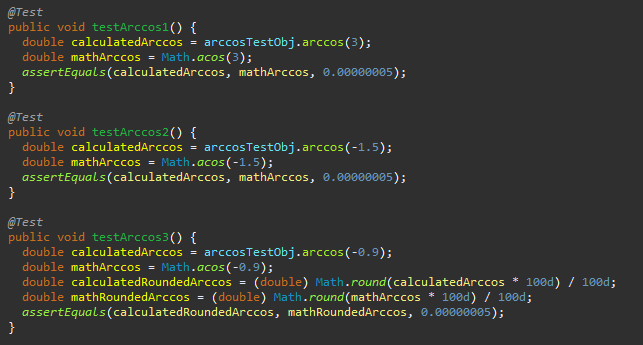 @Test
public void testArccos1() {
  double calculatedArccos = arccosTestObj.arccos(3);
  double mathArccos = Math.acos(3);
  assertEquals(calculatedArccos, mathArccos, 0.00000005);
}

@Test
public void testArccos2() {
  double calculatedArccos = arccosTestObj.arccos(-1.5);
  double mathArccos = Math.acos(-1.5);
  assertEquals(calculatedArccos, mathArccos, 0.00000005);
}

@Test
public void testArccos3() {
  double calculatedArccos = arccosTestObj.arccos(-0.9);
  double mathArccos = Math.acos(-0.9);
  double calculatedRoundedArccos = (double) Math.round(calculatedArccos * 100d) / 100d;
  double mathRoundedArccos = (double) Math.round(mathArccos * 100d) / 100d;
  assertEquals(calculatedRoundedArccos, mathRoundedArccos, 0.00000005);
}